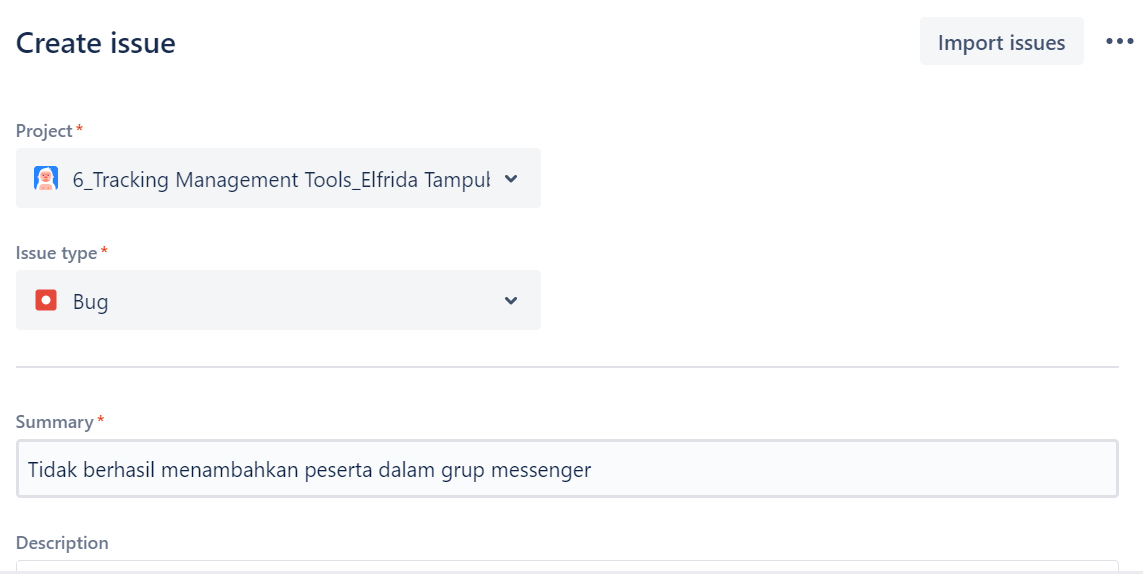 Create issue
Import issues
Project*
6_Tracking Management Tools_Elfrida
Issue type*
Bug
Summary*
Tidak berhasil menambahkan peserta dalam grup messenger
Description